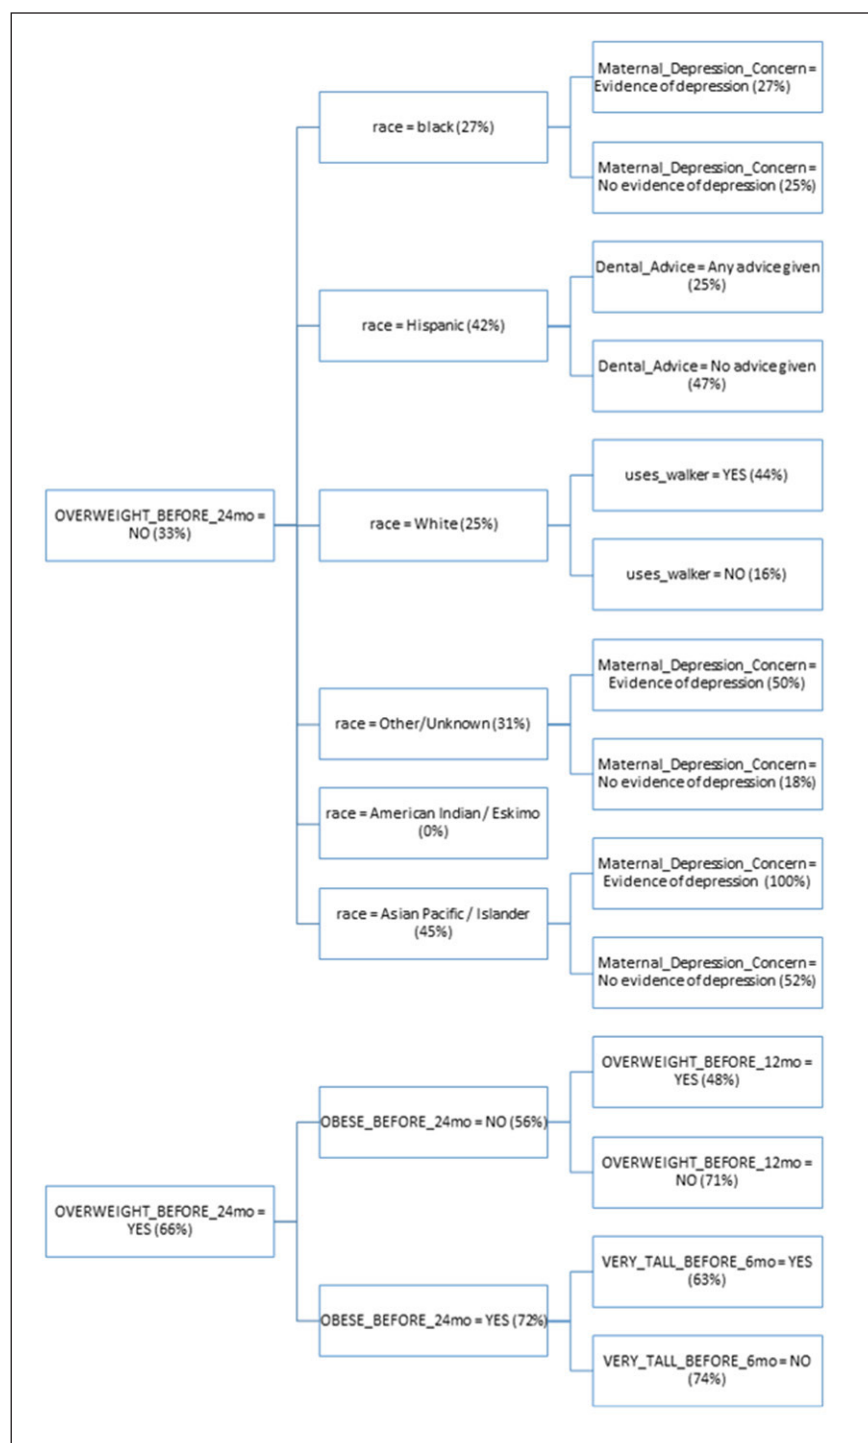 Maternal_Depression_Concern =
Evidence of depression (27%)
race = black (27%)
Maternal_Depression_Concern =
No evidence of depression (25%)
Dental_Advice = Any advice given
(25%)
race = Hispanic (42%)
Dental_Advice = No advice given
(47%)
uses_walker = YES (44%)
OVERWEIGHT_BEFORE_24mo =
NO (33%)
race = White (25%)
uses_walker = NO (16%)
Maternal_Depression_Concern =
Evidence of depression (50%)
race = Other/Unknown (31%)
Maternal_Depression_Concern =
No evidence of depression (18%)
race = American Indian / Eskimo
(0%)
Maternal_Depression_Concern =
Evidence of depression (100%)
race = Asian Pacific / Islander
(45%)
Maternal_Depression_Concern =
No evidence of depression (52%)
OVERWEIGHT_BEFORE_12mo =
YES (48%)
OBESE_BEFORE_24mo = NO (56%)
OVERWEIGHT_BEFORE_12mo =
NO (71%)
OVERWEIGHT_BEFORE_24mo =
YES (66%)
VERY_TALL_BEFORE_6mo = YES
(63%)
OBESE_BEFORE_24mo = YES (72%)
VERY_TALL_BEFORE_6mo = NO
(74%)